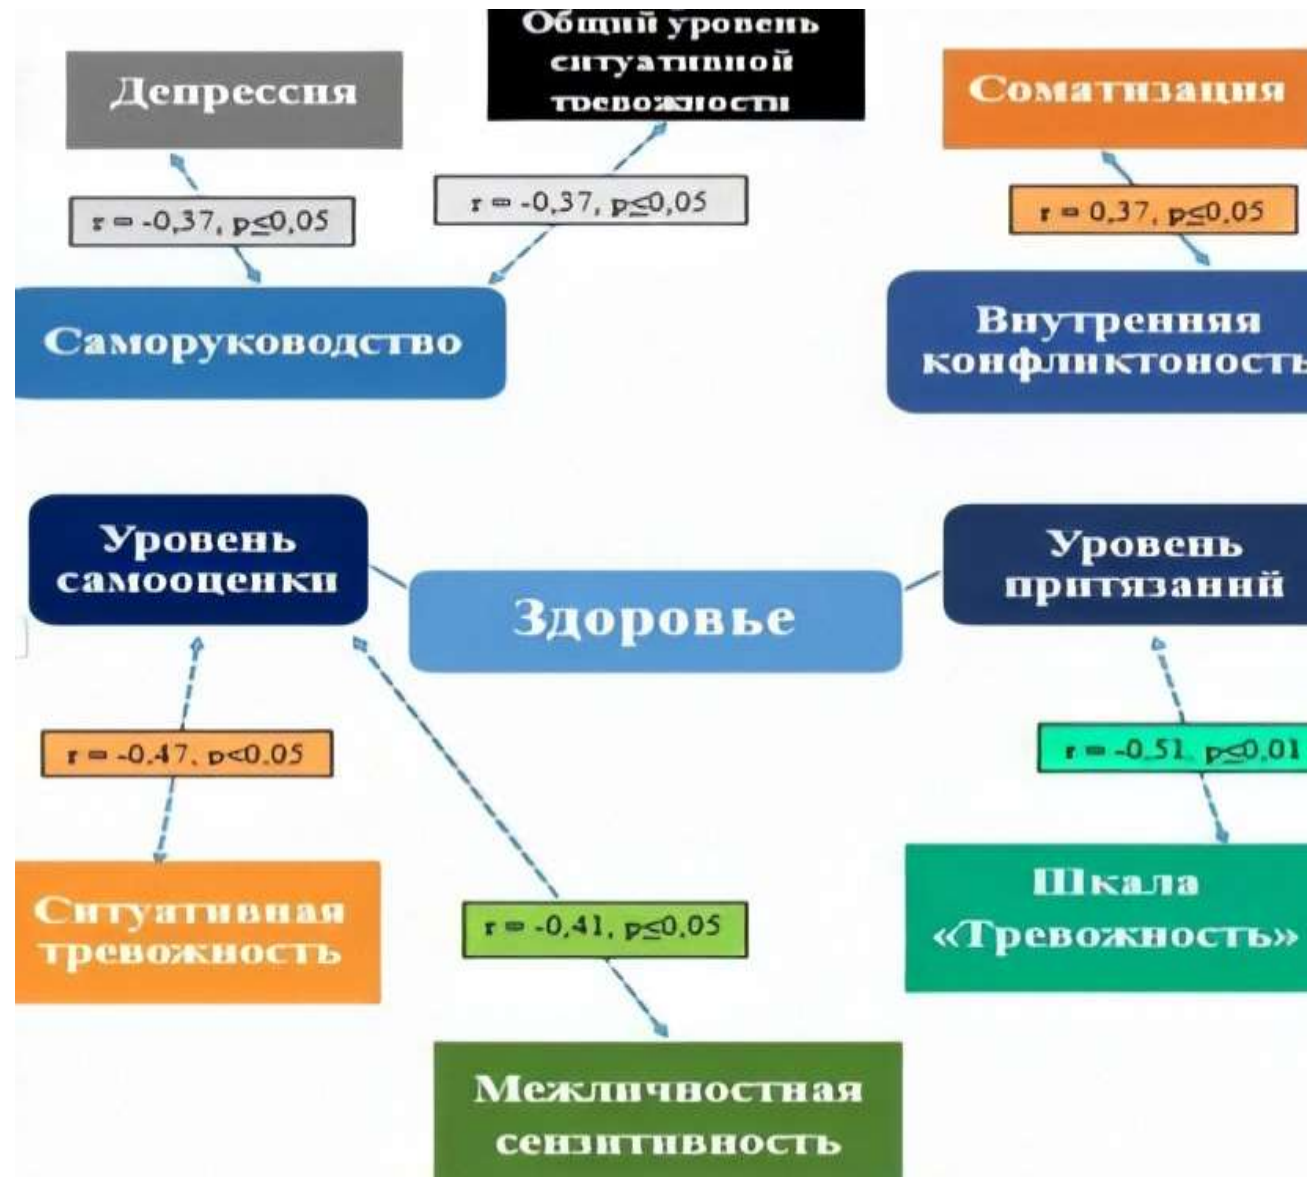 Общий уровень
ситуативной
тревожности
Депрессия
Соматизация
r = -0,37, p≤0,05
r = -0,37, p≤0,05
r = 0,37, p≤0,05
Саморуководство
Внутренняя
конфликтоность
Уровень
самооценки
Здоровье
Уровень
притязаний
r = -0,47, p<0,05
r = -0,51, p≤0,01
Ситуативная
тревожность
r = -0,41, p≤0,05
Шкала
«Тревожность»
Межличностная
сензитивность